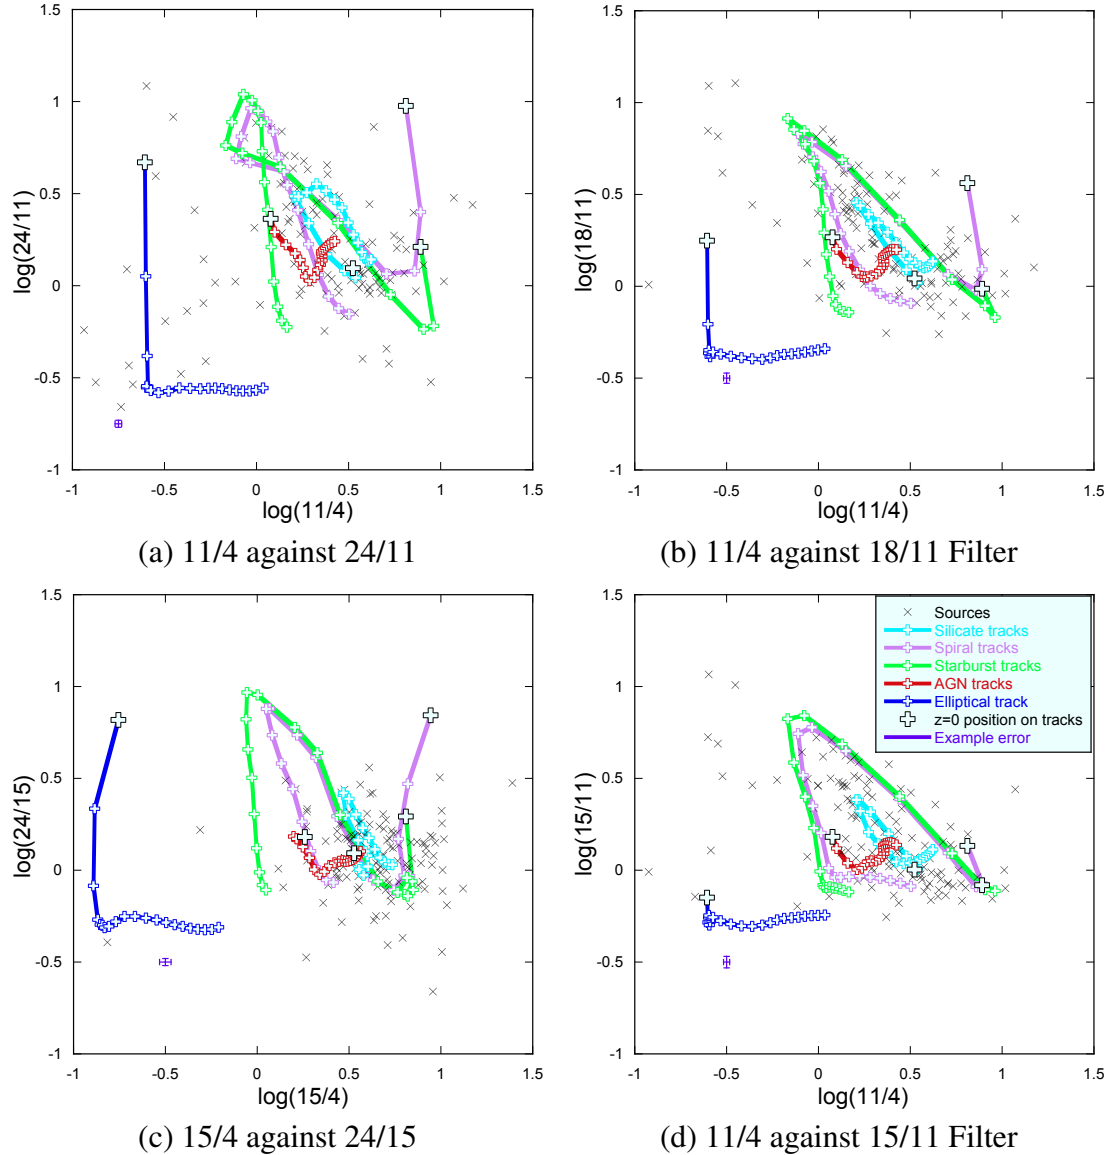 1.5
1
0.5
0
-0.5
-1
log(24/11)
-1
-0.5
0
0.5
1
1.5
log(11/4)
(a) 11/4 against 24/11
1.5
1
0.5
0
-0.5
-1
log(18/11)
-1
-0.5
0
0.5
1
1.5
log(11/4)
(b) 11/4 against 18/11 Filter
1.5
1
0.5
0
-0.5
-1
log(24/15)
-1
-0.5
0
0.5
1
1.5
log(15/4)
(c) 15/4 against 24/15
1.5
1
0.5
0
-0.5
-1
log(15/11)
Sources
Silicate tracks
Spiral tracks
Starburst tracks
AGN tracks
Elliptical track
z=0 position on tracks
Example error
-1
-0.5
0
0.5
1
1.5
log(11/4)
(d) 11/4 against 15/11 Filter